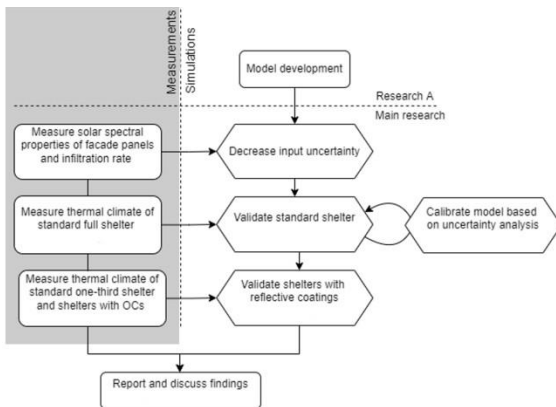 Measurements
Simulations
Model development
Research A
Main research
Measure solar spectral
properties of facade panels
and infiltration rate
Decrease input uncertainty
Measure thermal climate of
standard full shelter
Validate standard shelter
Calibrate model based
on uncertainty analysis
Measure thermal climate of
standard one-third shelter
and shelters with OCs
Validate shelters with
reflective coatings
Report and discuss findings